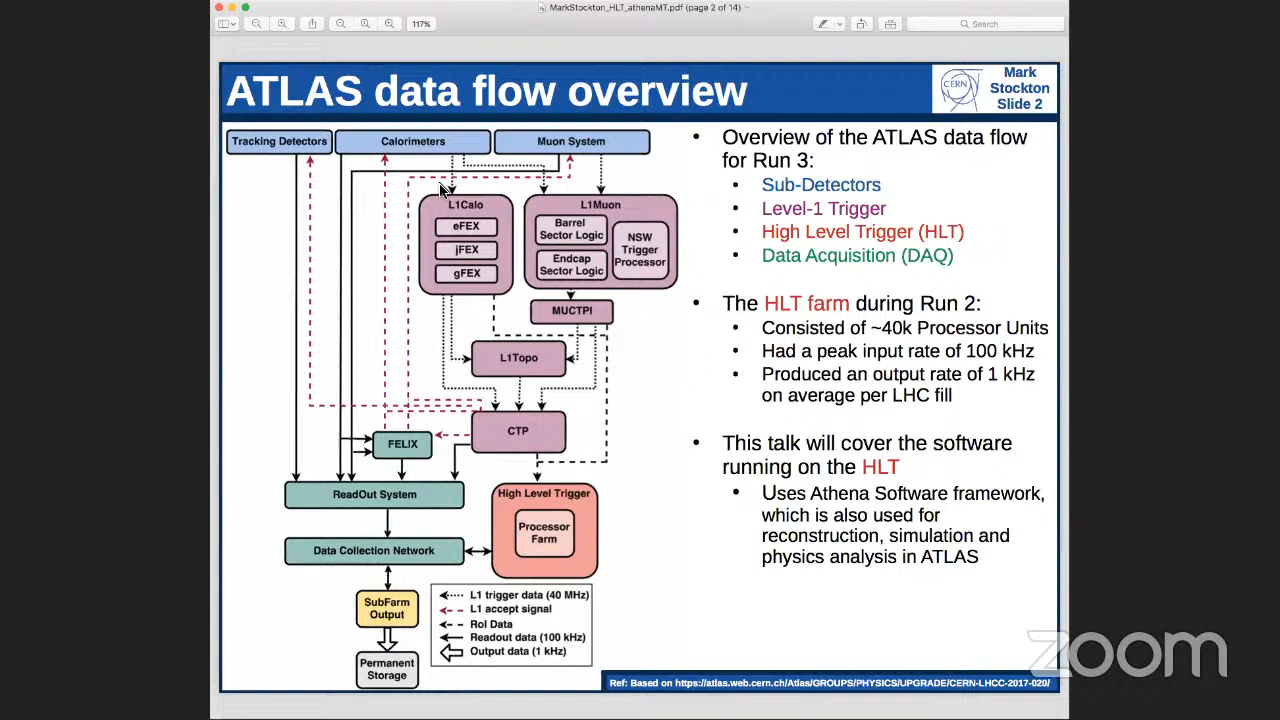 MarkStockton_HLT_athenaMT.pdf (page 2 of 14)
117%
Search
ATLAS data flow overview
CERN
Mark
Stockton
Slide 2
Tracking Detectors
Calorimeters
Muon System
L1Calo
eFEX
jFEX
gFEX
L1Muon
Barrel
Sector Logic
Endcap
Sector Logic
NSW
Trigger
Processor
MUCTPI
L1Topo
CTP
FELIX
ReadOut System
High Level Trigger
Processor
Farm
Data Collection Network
SubFarm
Output
Permanent
Storage
L1 trigger data (40 MHz)
L1 accept signal
RoI Data
Readout data (100 kHz)
Output data (1 kHz)
• Overview of the ATLAS data flow
for Run 3:
• Sub-Detectors
• Level-1 Trigger
• High Level Trigger (HLT)
• Data Acquisition (DAQ)
• The HLT farm during Run 2:
• Consisted of ~40k Processor Units
• Had a peak input rate of 100 kHz
• Produced an output rate of 1 kHz
on average per LHC fill
• This talk will cover the software
running on the HLT
• Uses Athena Software framework,
which is also used for
reconstruction, simulation and
physics analysis in ATLAS
Ref: Based on https://atlas.web.cern.ch/Atlas/GROUPS/PHYSICS/UPGRADE/CERN-LHCC-2017-020/
zoom